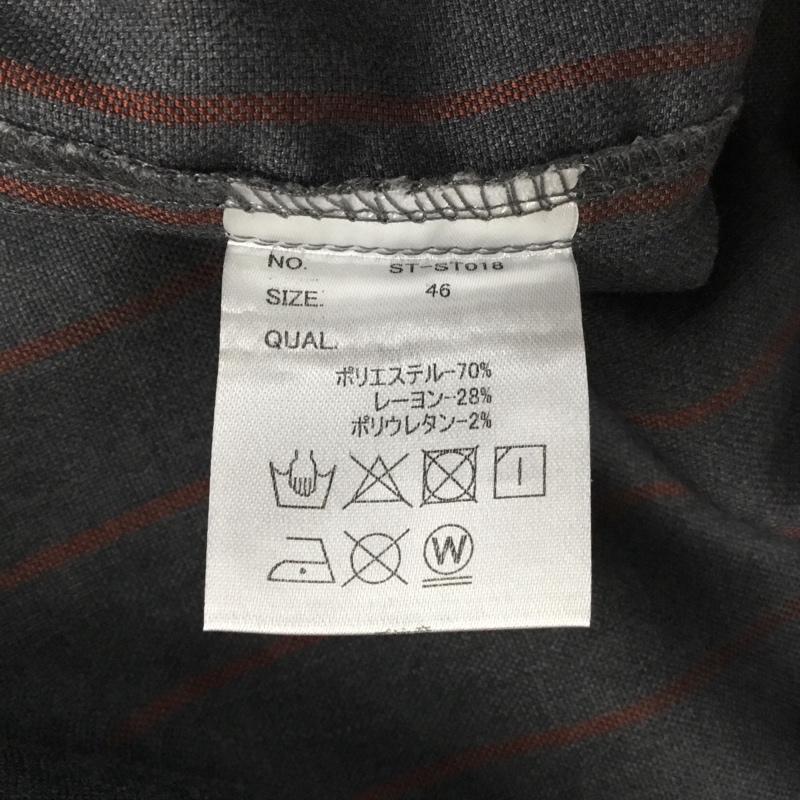 NO. ST-ST018
SIZE: 46
QUAL.
ポリエステル-70%
レーヨン-28%
ポリウレタン-2%
W